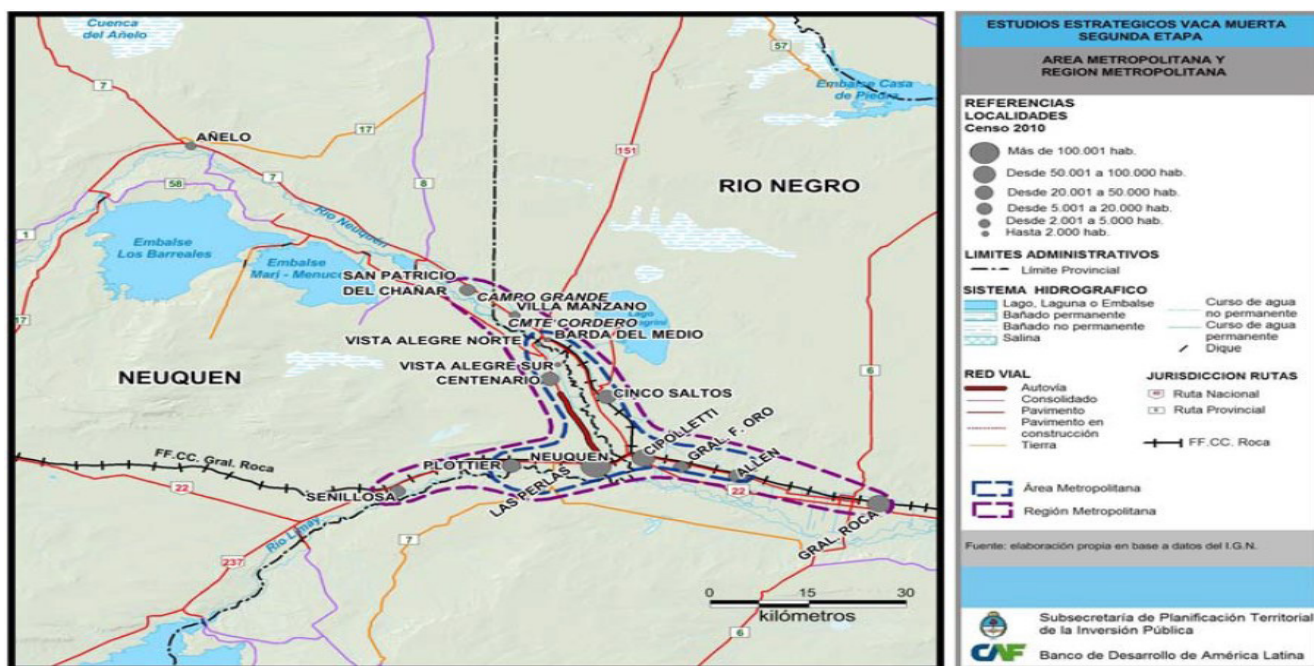 Cuenca
del Añelo
7
57
Embalse Casa
de Piedra
17
AÑELO
151
7
58
8
RIO NEGRO
Río Neuquén
1
Embalse
Los Barreales
Embalse
Marí - Menuco
SAN PATRICIO
DEL CHAÑAR
CAMPO GRANDE
VILLA MANZANO
17
CMTE CORDERO
Lago
BARDA DEL MEDIO
VISTA ALEGRE NORTE
VISTA ALEGRE SUR
NEUQUEN
CENTENARIO
6
CINCO SALTOS
CIPOLLETTI
GRAL. F. ORO
FF.CC. Gral. Roca
PLOTTIER
NEUQUEN
ALLEN
22
SENILLOSA
LAS PERLAS
22
GRAL. ROCA
Río Limay
7
237
0 15 30
kilómetros
6
ESTUDIOS ESTRATEGICOS VACA MUERTA
SEGUNDA ETAPA
AREA METROPOLITANA Y
REGION METROPOLITANA
REFERENCIAS
LOCALIDADES
Censo 2010
Más de 100.001 hab.
Desde 50.001 a 100.000 hab.
Desde 20.001 a 50.000 hab.
Desde 5.001 a 20.000 hab.
Desde 2.001 a 5.000 hab.
Hasta 2.000 hab.
LIMITES ADMINISTRATIVOS
Límite Provincial
SISTEMA HIDROGRAFICO
Lago, Laguna o Embalse
Bañado permanente
Bañado no permanente
Salina
Curso de agua
no permanente
Curso de agua
permanente
Dique
RED VIAL
Autovía
Consolidado
Pavimento
Pavimento en
construcción
Tierra
JURISDICCION RUTAS
Ruta Nacional
Ruta Provincial
FF.CC. Roca
Área Metropolitana
Región Metropolitana
Fuente: elaboración propia en base a datos del I.G.N.
Subsecretaría de Planificación Territorial
de la Inversión Pública
CAF Banco de Desarrollo de América Latina